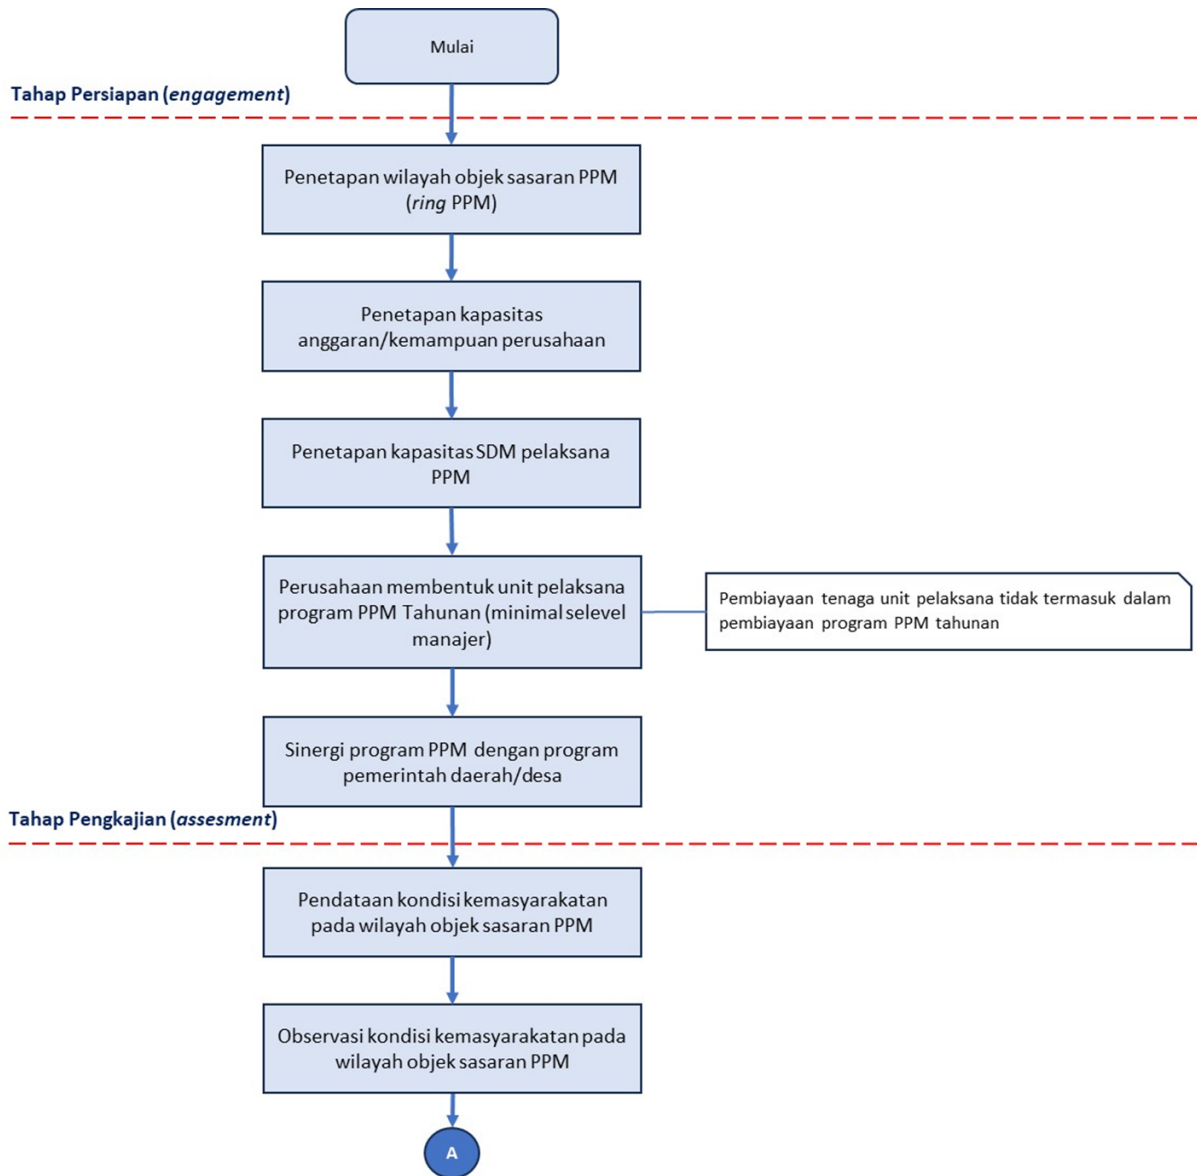 Mulai
Tahap Persiapan (engagement)
Penetapan wilayah objek sasaran PPM
(ring PPM)
Penetapan kapasitas
anggaran/kemampuan perusahaan
Penetapan kapasitas SDM pelaksana
PPM
Perusahaan membentuk unit pelaksana
program PPM Tahunan (minimal selevel
manajer)
Pembiayaan tenaga unit pelaksana tidak termasuk dalam
pembiayaan program PPM tahunan
Sinergi program PPM dengan program
pemerintah daerah/desa
Tahap Pengkajian (assesment)
Pendataan kondisi kemasyarakatan
pada wilayah objek sasaran PPM
Observasi kondisi kemasyarakatan pada
wilayah objek sasaran PPM
A